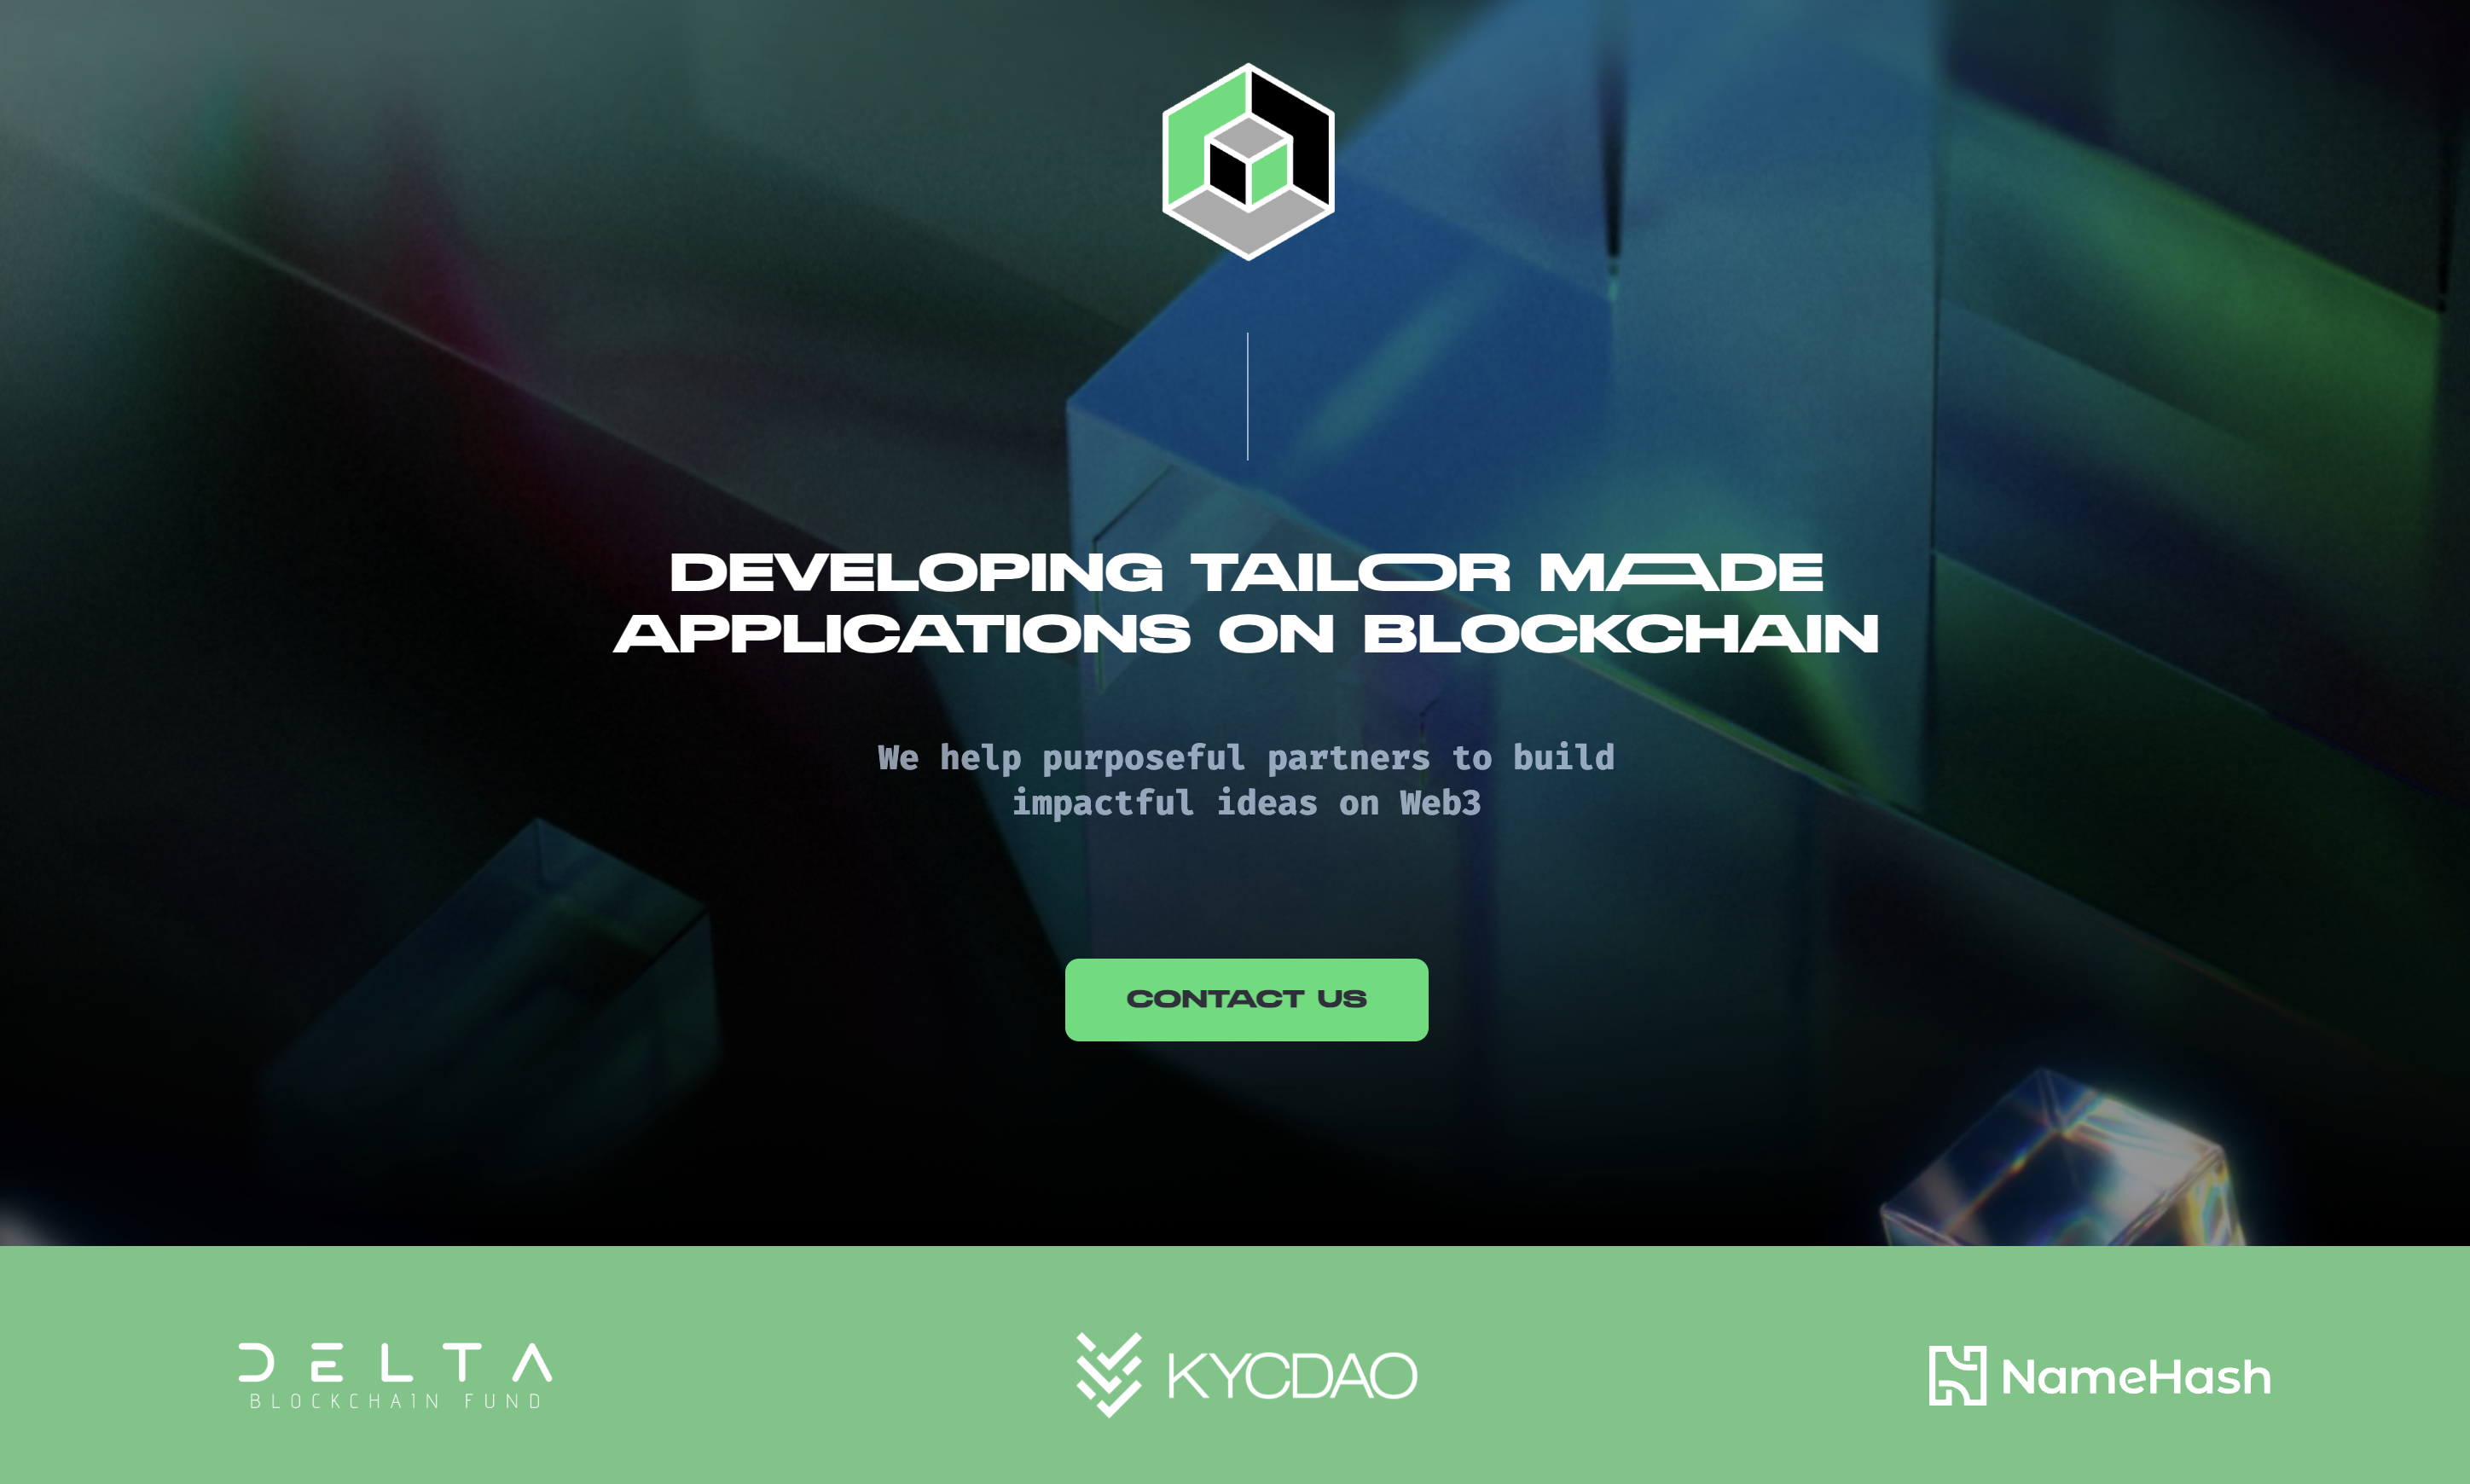 DEVELOPING TAILOR MADE
APPLICATIONS ON BLOCKCHAIN
We help purposeful partners to build
impactful ideas on Web3
CONTACT US
DELTA
BLOCKCHAIN FUND
KYCDAO
NameHash